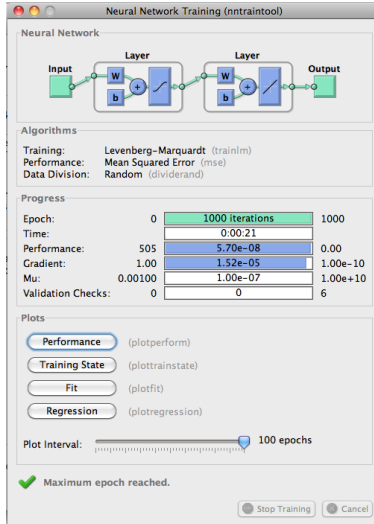 Neural Network Training (nntraintool)
Neural Network
Layer Layer
Input Output
W W
+ +
b b
Algorithms
Training: Levenberg-Marquardt (trainlm)
Performance: Mean Squared Error (mse)
Data Division: Random (dividerand)
Progress
Epoch: 0 1000 iterations 1000
Time: 0:00:21
Performance: 505 5.70e-08 0.00
Gradient: 1.00 1.52e-05 1.00e-10
Mu: 0.00100 1.00e-07 1.00e+10
Validation Checks: 0 0 6
Plots
Performance (plotperform)
Training State (plottrainstate)
Fit (plotfit)
Regression (plotregression)
Plot Interval: 100 epochs
Maximum epoch reached.
Stop Training Cancel